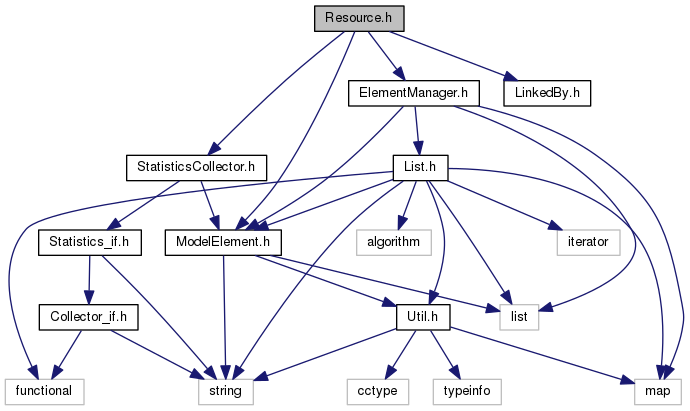 Resource.h
ElementManager.h
LinkedBy.h
StatisticsCollector.h
List.h
Statistics_if.h
ModelElement.h
algorithm
iterator
Collector_if.h
Util.h
list
functional
string
cctype
typeinfo
map